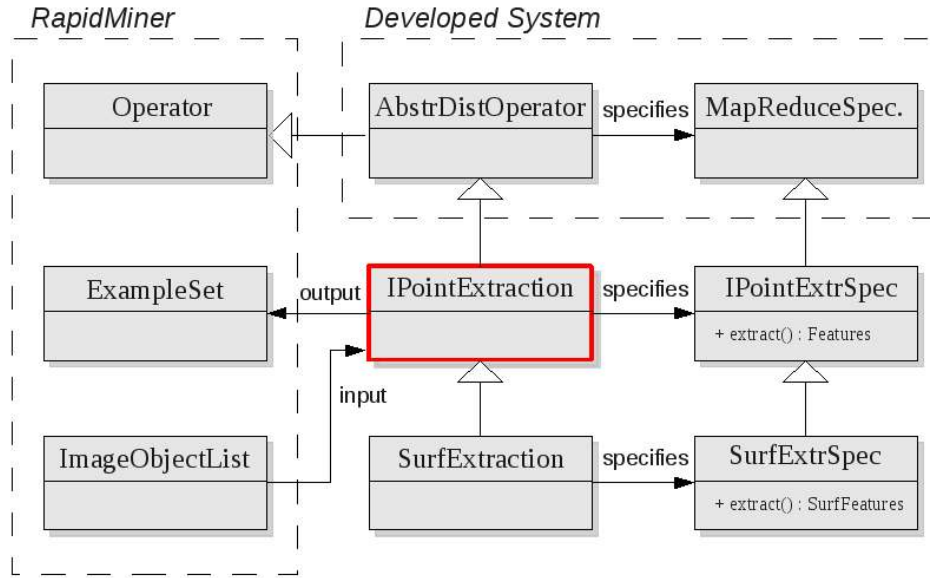 RapidMiner
Developed System
Operator
AbstrDistOperator
specifies
MapReduceSpec.
ExampleSet
output
IPointExtraction
specifies
IPointExtrSpec
+ extract() : Features
input
ImageObjectList
SurfExtraction
specifies
SurfExtrSpec
+ extract() : SurfFeatures